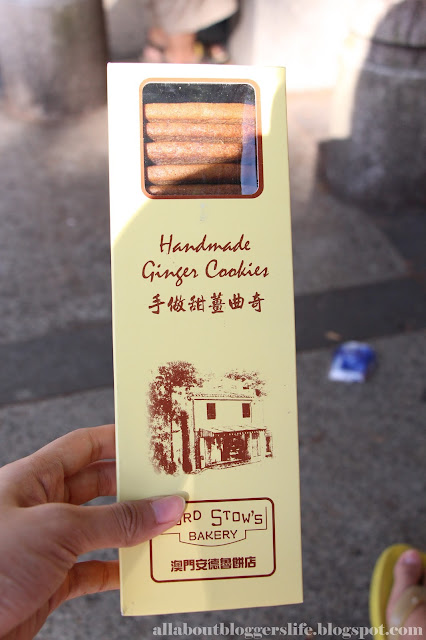 Handmade
Ginger Cookies
手做甜薑曲奇
STOW'S
BAKERY
澳門安德魯餅店
allaboutbloggerslife.blogspot.com